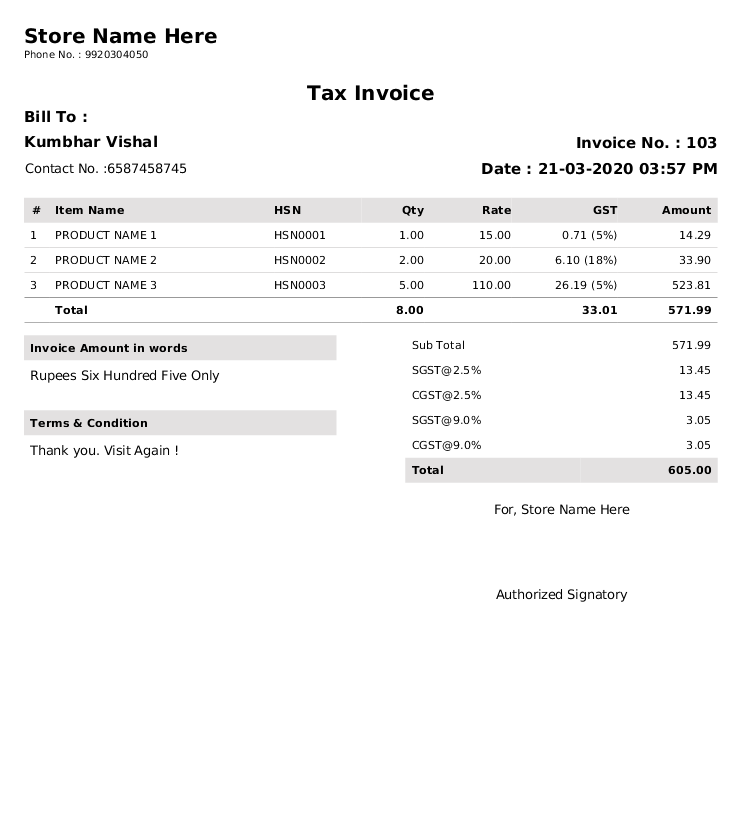 Store Name Here
Phone No. : 9920304050
Tax Invoice
Bill To :
Kumbhar Vishal
Invoice No. : 103
Contact No. :6587458745
Date : 21-03-2020 03:57 PM
# Item Name HSN Qty Rate GST Amount
1 PRODUCT NAME 1 HSN0001 1.00 15.00 0.71 (5%) 14.29
2 PRODUCT NAME 2 HSN0002 2.00 20.00 6.10 (18%) 33.90
3 PRODUCT NAME 3 HSN0003 5.00 110.00 26.19 (5%) 523.81
Total 8.00 33.01 571.99
Invoice Amount in words
Rupees Six Hundred Five Only
Terms & Condition
Thank you. Visit Again !
Sub Total 571.99
SGST@2.5% 13.45
CGST@2.5% 13.45
SGST@9.0% 3.05
CGST@9.0% 3.05
Total 605.00
For, Store Name Here
Authorized Signatory